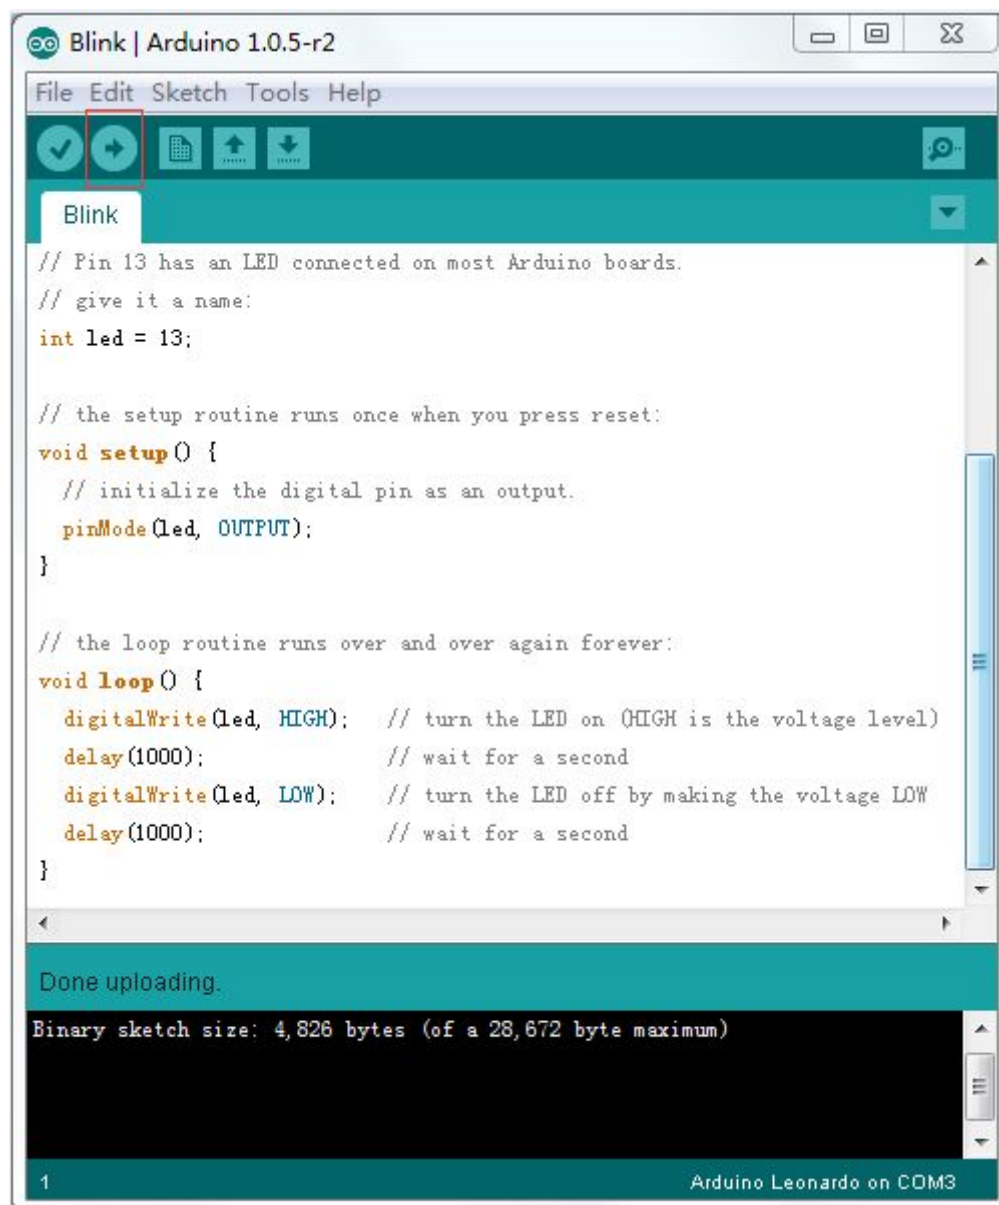 Blink | Arduino 1.0.5-r2
File Edit Sketch Tools Help
Blink
// Pin 13 has an LED connected on most Arduino boards.
// give it a name:
int led = 13;
// the setup routine runs once when you press reset:
void setup() {
  // initialize the digital pin as an output.
  pinMode(led, OUTPUT);
}
// the loop routine runs over and over again forever:
void loop() {
  digitalWrite(led, HIGH);   // turn the LED on (HIGH is the voltage level)
  delay(1000);               // wait for a second
  digitalWrite(led, LOW);    // turn the LED off by making the voltage LOW
  delay(1000);               // wait for a second
}
Done uploading.
Binary sketch size: 4,826 bytes (of a 28,672 byte maximum)
1 Arduino Leonardo on COM3